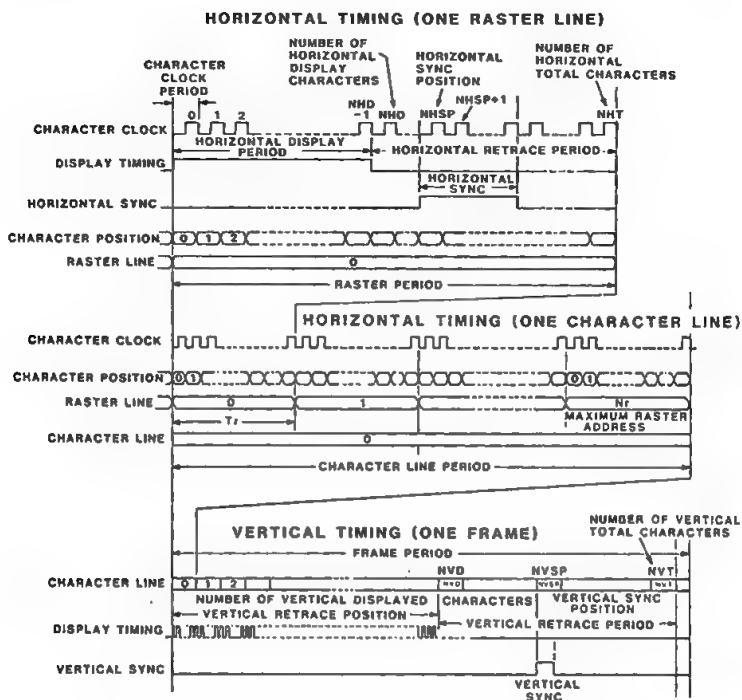 HORIZONTAL TIMING (ONE RASTER LINE)
CHARACTER
CLOCK
PERIOD
NUMBER OF
HORIZONTAL
DISPLAY
CHARACTERS
HORIZONTAL
SYNC
POSITION
NUMBER OF
HORIZONTAL
TOTAL CHARACTERS
0 1 2
NHD
-1
NHD
NHSP
NHSP+1
NHT
CHARACTER CLOCK
HORIZONTAL DISPLAY
PERIOD
HORIZONTAL RETRACE PERIOD
DISPLAY TIMING
HORIZONTAL
SYNC
HORIZONTAL SYNC
CHARACTER POSITION 0 1 2
RASTER LINE 0
RASTER PERIOD
HORIZONTAL TIMING (ONE CHARACTER LINE)
CHARACTER CLOCK
CHARACTER POSITION 0 1 0 1
RASTER LINE 0 1 Nr
Tr
MAXIMUM RASTER
ADDRESS
CHARACTER LINE 0
CHARACTER LINE PERIOD
VERTICAL TIMING (ONE FRAME)
NUMBER OF VERTICAL
TOTAL CHARACTERS
FRAME PERIOD
NVD NVSP NVT
CHARACTER LINE 0 1 2 NVD NVSP NVT
NUMBER OF VERTICAL DISPLAYED CHARACTERS
VERTICAL SYNC
POSITION
VERTICAL RETRACE POSITION
VERTICAL RETRACE PERIOD
DISPLAY TIMING
VERTICAL SYNC
VERTICAL
SYNC